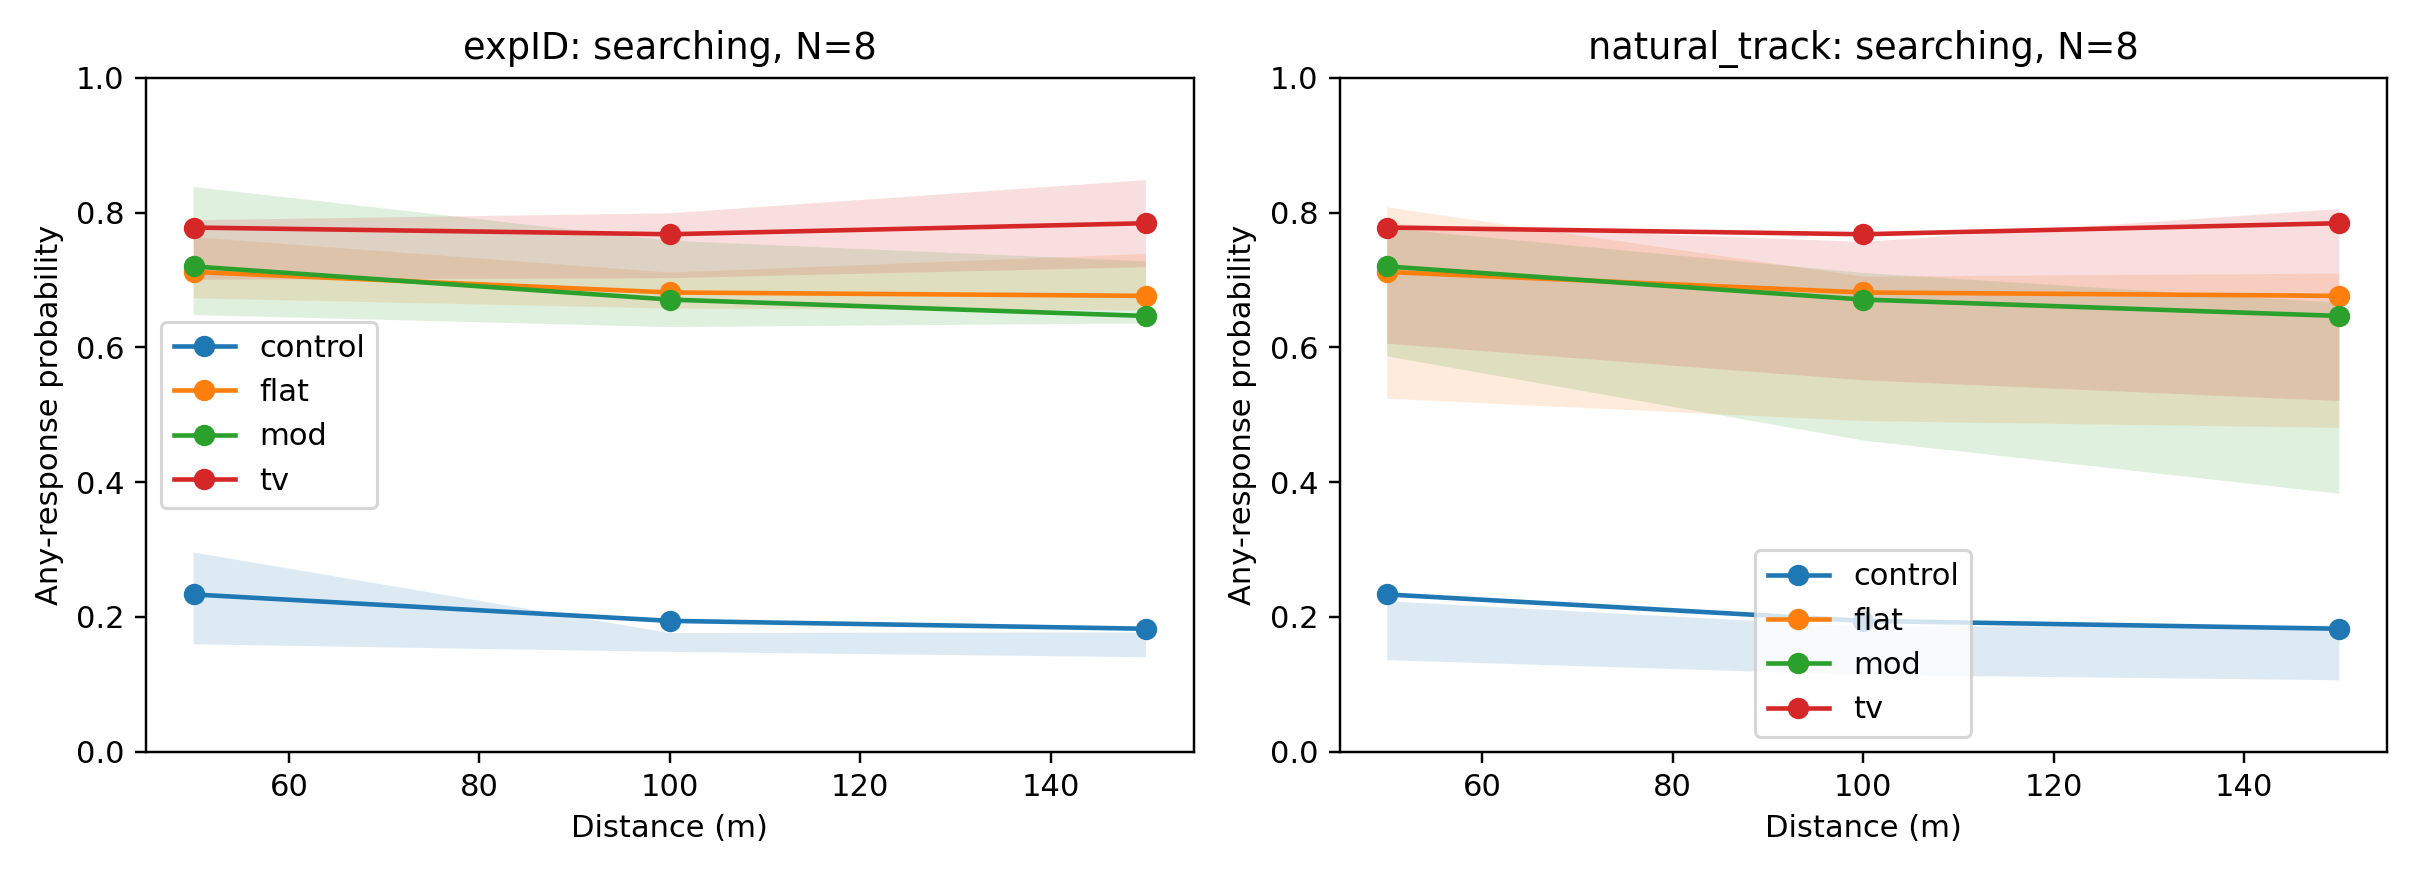 expID: searching, N=8
Any-response probability
1.0
0.8
0.6
0.4
0.2
0.0
control
flat
mod
tv
60
80
100
120
140
Distance (m)
natural_track: searching, N=8
Any-response probability
1.0
0.8
0.6
0.4
0.2
0.0
control
flat
mod
tv
60
80
100
120
140
Distance (m)